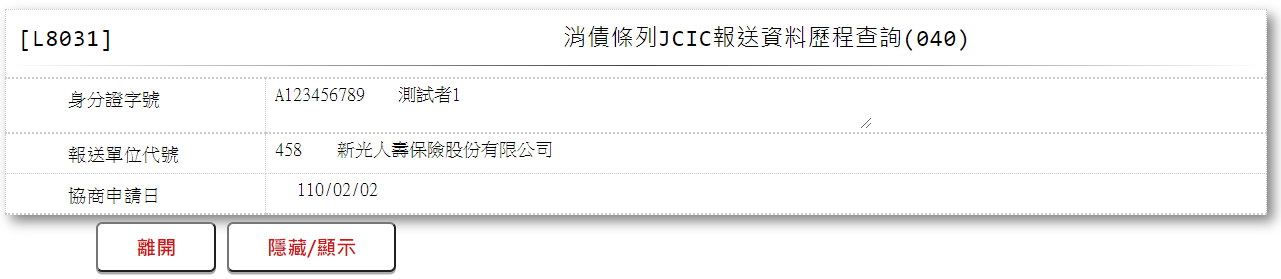 [L8031] 消債條列JCIC報送資料歷程查詢(040)
身分證字號 A123456789 測試者1
報送單位代號 458 新光人壽保險股份有限公司
協商申請日 110/02/02
離開 隱藏/顯示